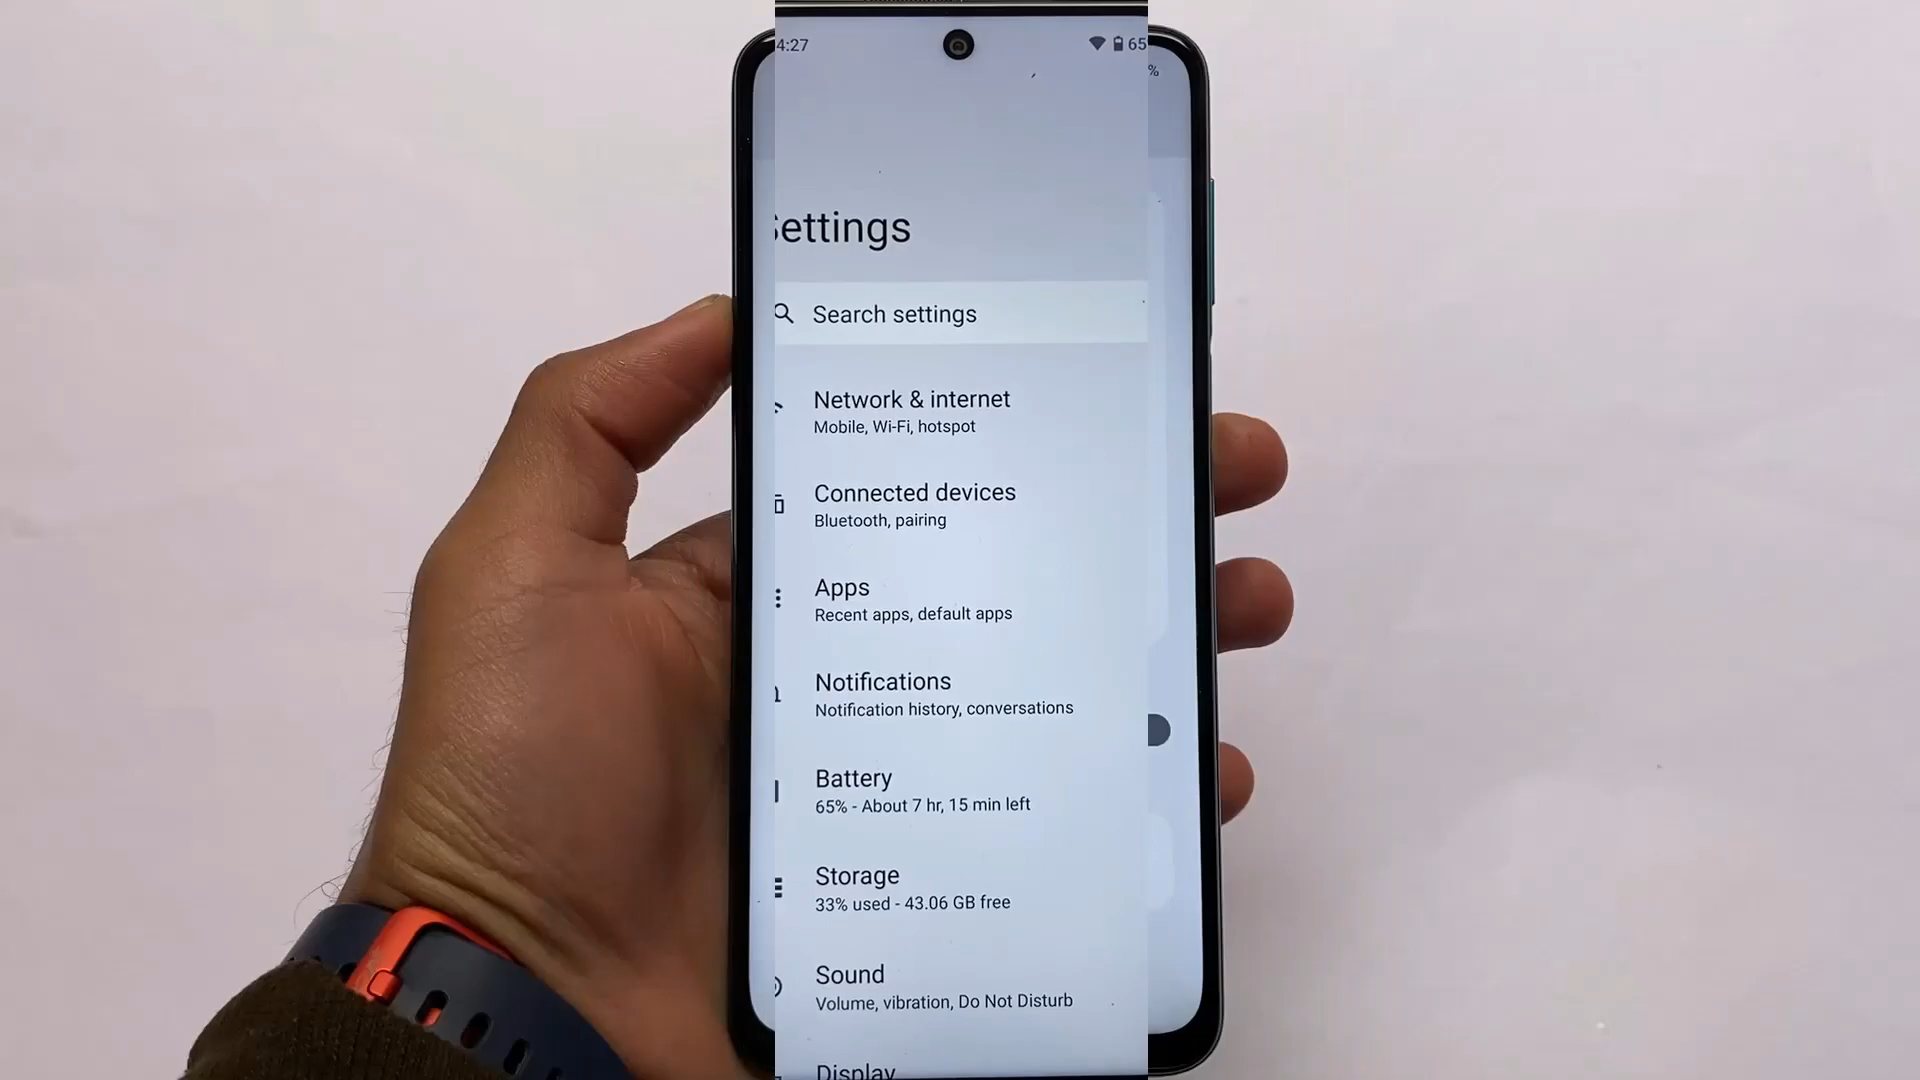 4:27
65
%
Settings
Search settings
Network & internet
Mobile, Wi-Fi, hotspot
Connected devices
Bluetooth, pairing
Apps
Recent apps, default apps
Notifications
Notification history, conversations
Battery
65% - About 7 hr, 15 min left
Storage
33% used - 43.06 GB free
Sound
Volume, vibration, Do Not Disturb
Display